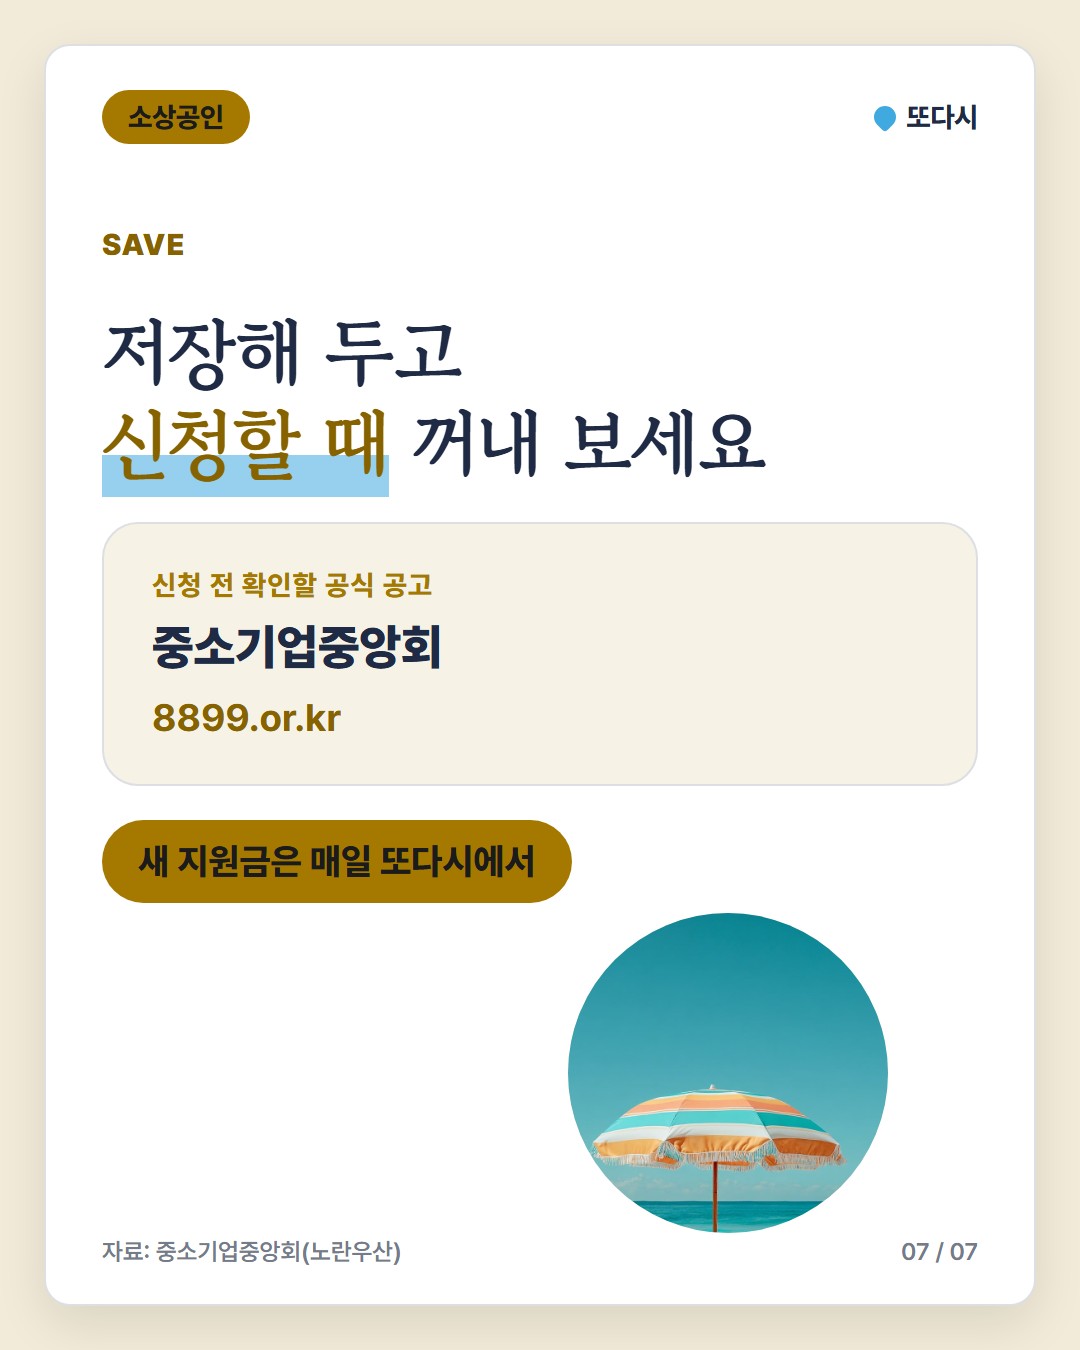 소상공인
또다시
SAVE
저장해 두고
신청할 때 꺼내 보세요
신청 전 확인할 공식 공고
중소기업중앙회
8899.or.kr
새 지원금은 매일 또다시에서
자료: 중소기업중앙회(노란우산)
07 / 07